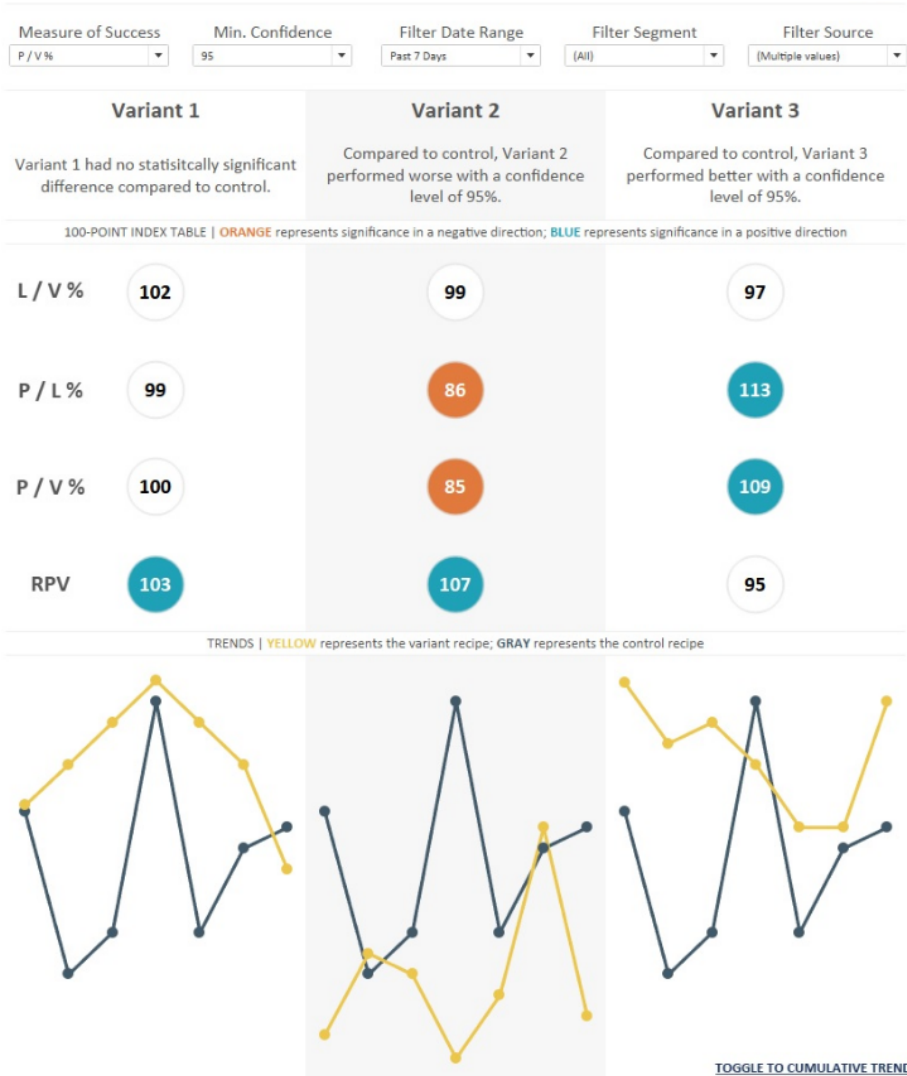 Measure of Success
Min. Confidence
Filter Date Range
Filter Segment
Filter Source
P / V %
95
Past 7 Days
(All)
(Multiple values)
Variant 1
Variant 2
Variant 3
Variant 1 had no statisitcally significant
difference compared to control.
Compared to control, Variant 2
performed worse with a confidence
level of 95%.
Compared to control, Variant 3
performed better with a confidence
level of 95%.
100-POINT INDEX TABLE | ORANGE represents significance in a negative direction; BLUE represents significance in a positive direction
L / V %
102
99
97
P / L %
99
86
113
P / V %
100
85
109
RPV
103
107
95
TRENDS | YELLOW represents the variant recipe; GRAY represents the control recipe
TOGGLE TO CUMULATIVE TREND